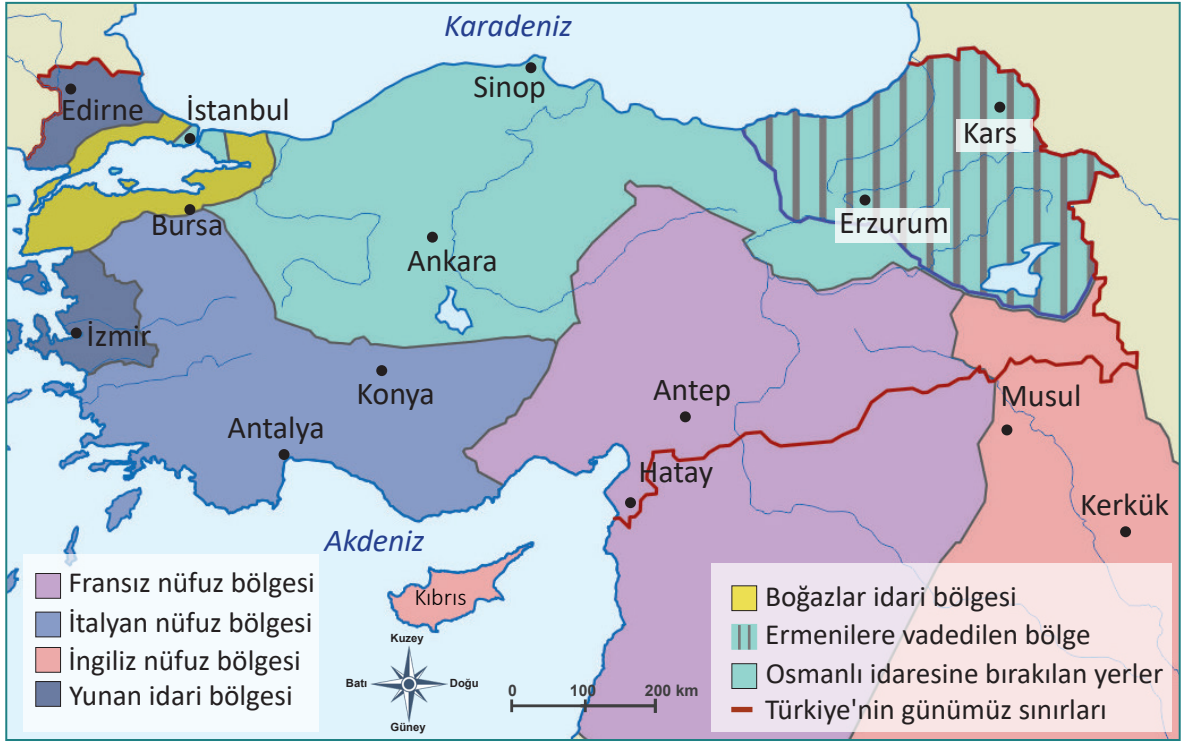 Karadeniz
Sinop
Edirne
İstanbul
Kars
Bursa
Erzurum
Ankara
İzmir
Konya
Antep
Musul
Antalya
Hatay
Kerkük
Akdeniz
Kıbrıs
Fransız nüfuz bölgesi
İtalyan nüfuz bölgesi
İngiliz nüfuz bölgesi
Yunan idari bölgesi
Kuzey
Batı
Doğu
Güney
0 100 200 km
Boğazlar idari bölgesi
Ermenilere vadedilen bölge
Osmanlı idaresine bırakılan yerler
Türkiye'nin günümüz sınırları